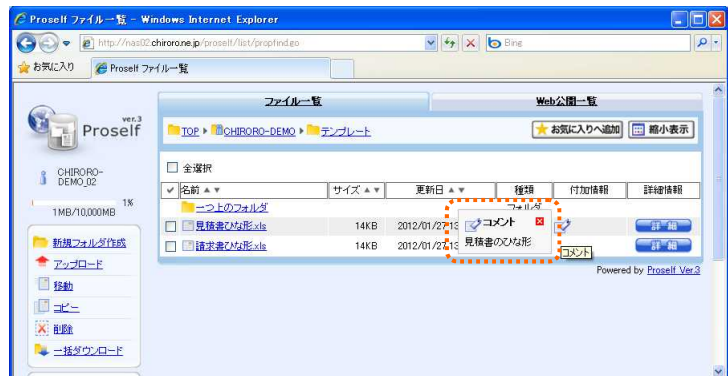 Proself ファイル一覧 - Windows Internet Explorer
http://nas02.chiroro.ne.jp/proself/list/propfind.go
Bing
お気に入り
Proself ファイル一覧
ver.3
Proself
CHIRORO-
DEMO_02
1%
1MB/10,000MB
新規フォルダ作成
アップロード
移動
コピー
削除
一括ダウンロード
ファイル一覧
Web公開一覧
TOP
CHIRORO-DEMO
テンプレート
お気に入りへ追加
縮小表示
全選択
名前 ▲▼
サイズ ▲▼
更新日 ▲▼
種類
付加情報
詳細情報
一つ上のフォルダ
フォルダ
見積書ひな形.xls
14KB
2012/01/27 13
詳 細
請求書ひな形.xls
14KB
2012/01/27 13
詳 細
コメント
見積書のひな形
コメント
Powered by Proself Ver.3